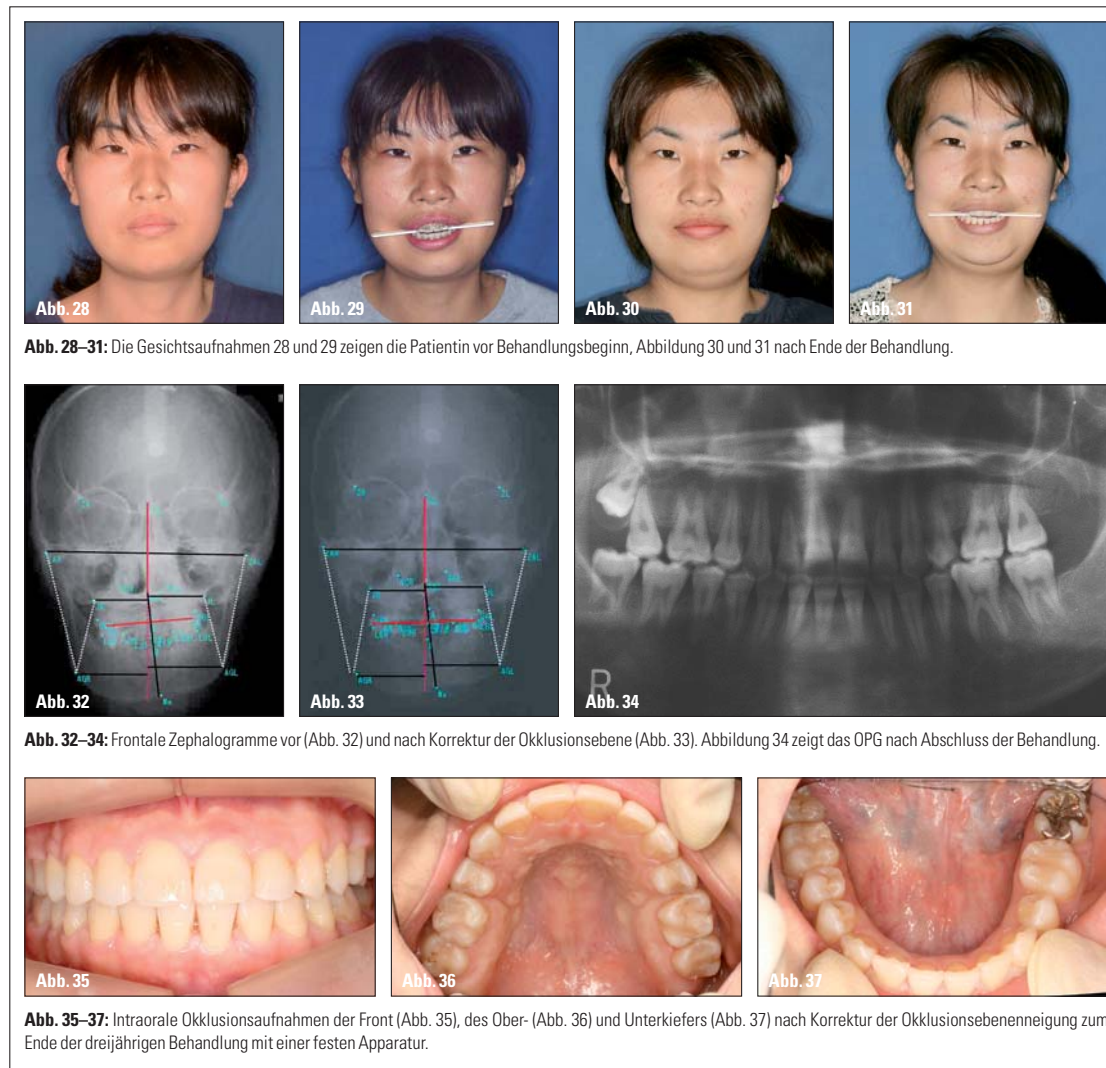 Abb. 28
Abb. 29
Abb. 30
Abb. 31
Abb. 28–31: Die Gesichtsaufnahmen 28 und 29 zeigen die Patientin vor Behandlungsbeginn, Abbildung 30 und 31 nach Ende der Behandlung.
Abb. 32
Abb. 33
R
Abb. 34
Abb. 32–34: Frontale Zephalogramme vor (Abb. 32) und nach Korrektur der Okklusionsebene (Abb. 33). Abbildung 34 zeigt das OPG nach Abschluss der Behandlung.
Abb. 35
Abb. 36
Abb. 37
Abb. 35–37: Intraorale Okklusionsaufnahmen der Front (Abb. 35), des Ober- (Abb. 36) und Unterkiefers (Abb. 37) nach Korrektur der Okklusionsebenenneigung zum
Ende der dreijährigen Behandlung mit einer festen Apparatur.